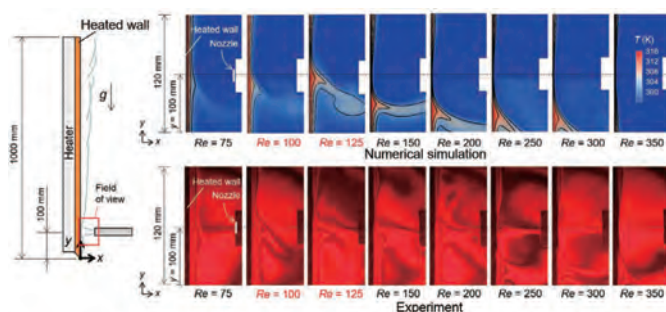 Heated wall
g
1000 mm
Heater
100 mm
Field
of view
y
x
Heated wall
Nozzle
120 mm
y = 100 mm
y
x
T (K)
316
308
300
Re = 75
Re = 100
Re = 125
Re = 150
Re = 200
Re = 250
Re = 300
Re = 350
Numerical simulation
Heated wall
Nozzle
120 mm
y = 100 mm
y
x
Re = 75
Re = 100
Re = 125
Re = 150
Re = 200
Re = 250
Re = 300
Re = 350
Experiment